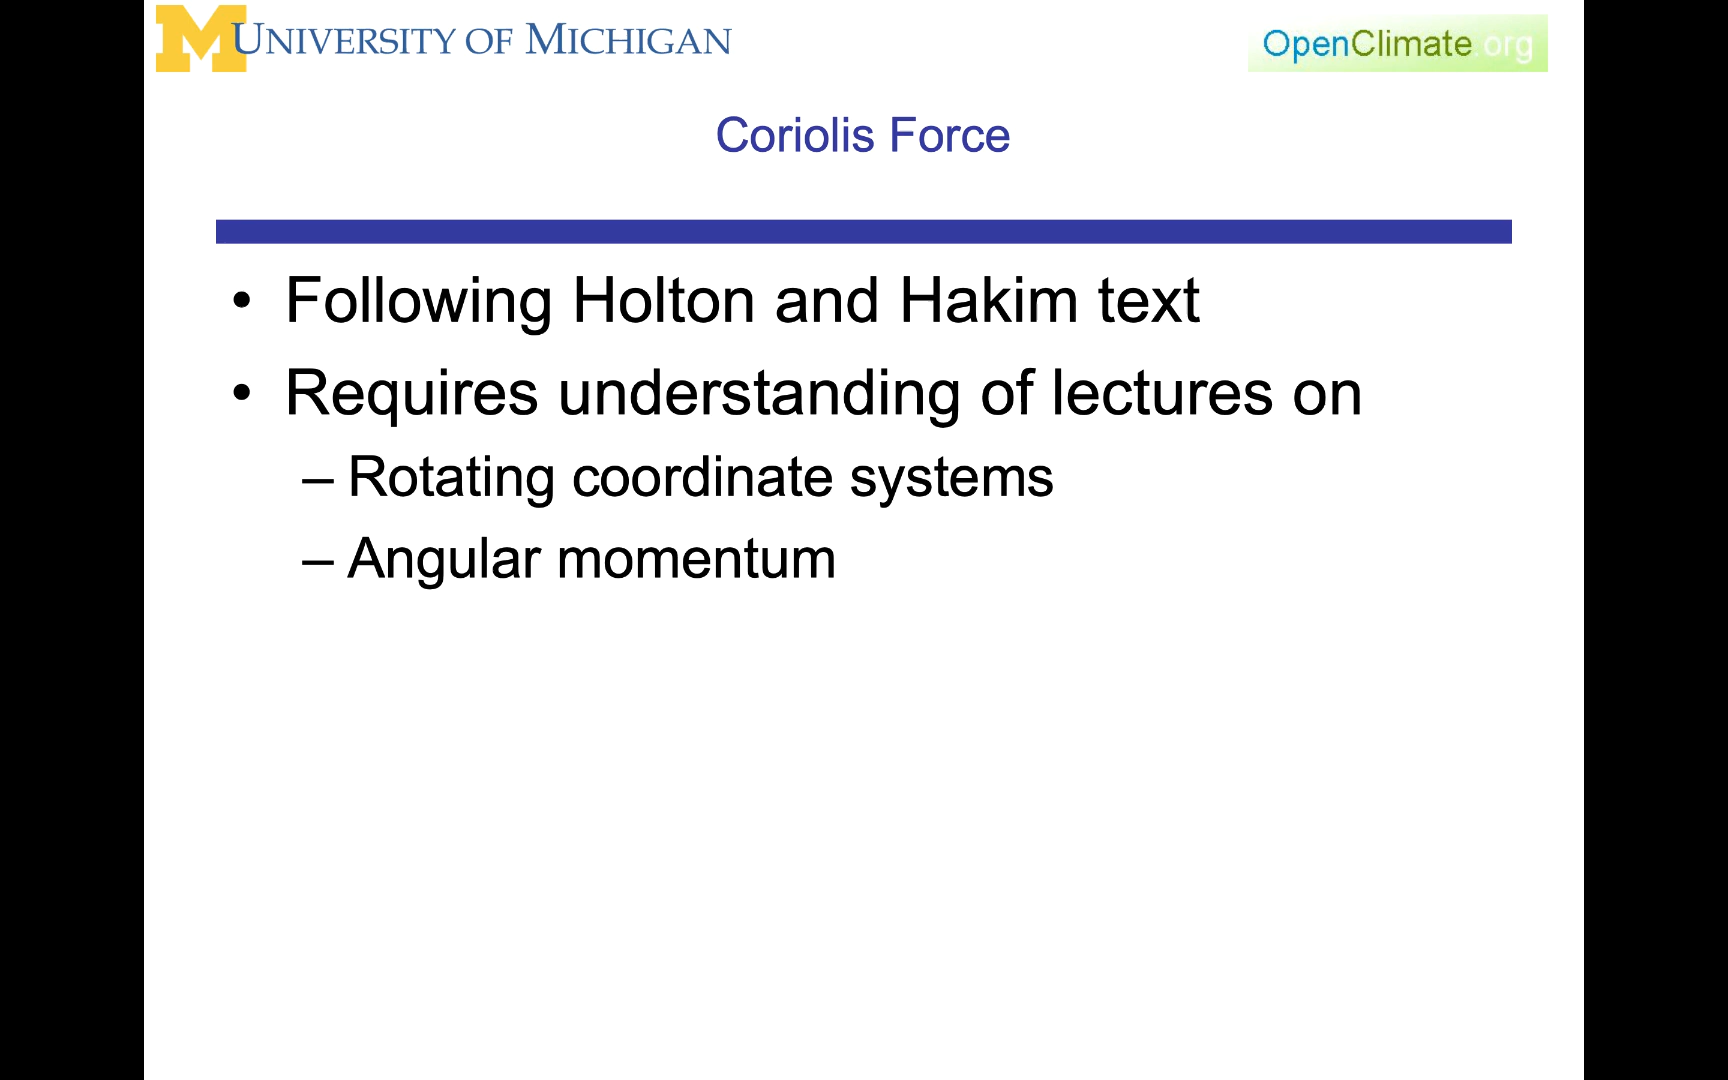 UNIVERSITY OF MICHIGAN
OpenClimate.org
Coriolis Force
• Following Holton and Hakim text
• Requires understanding of lectures on
– Rotating coordinate systems
– Angular momentum